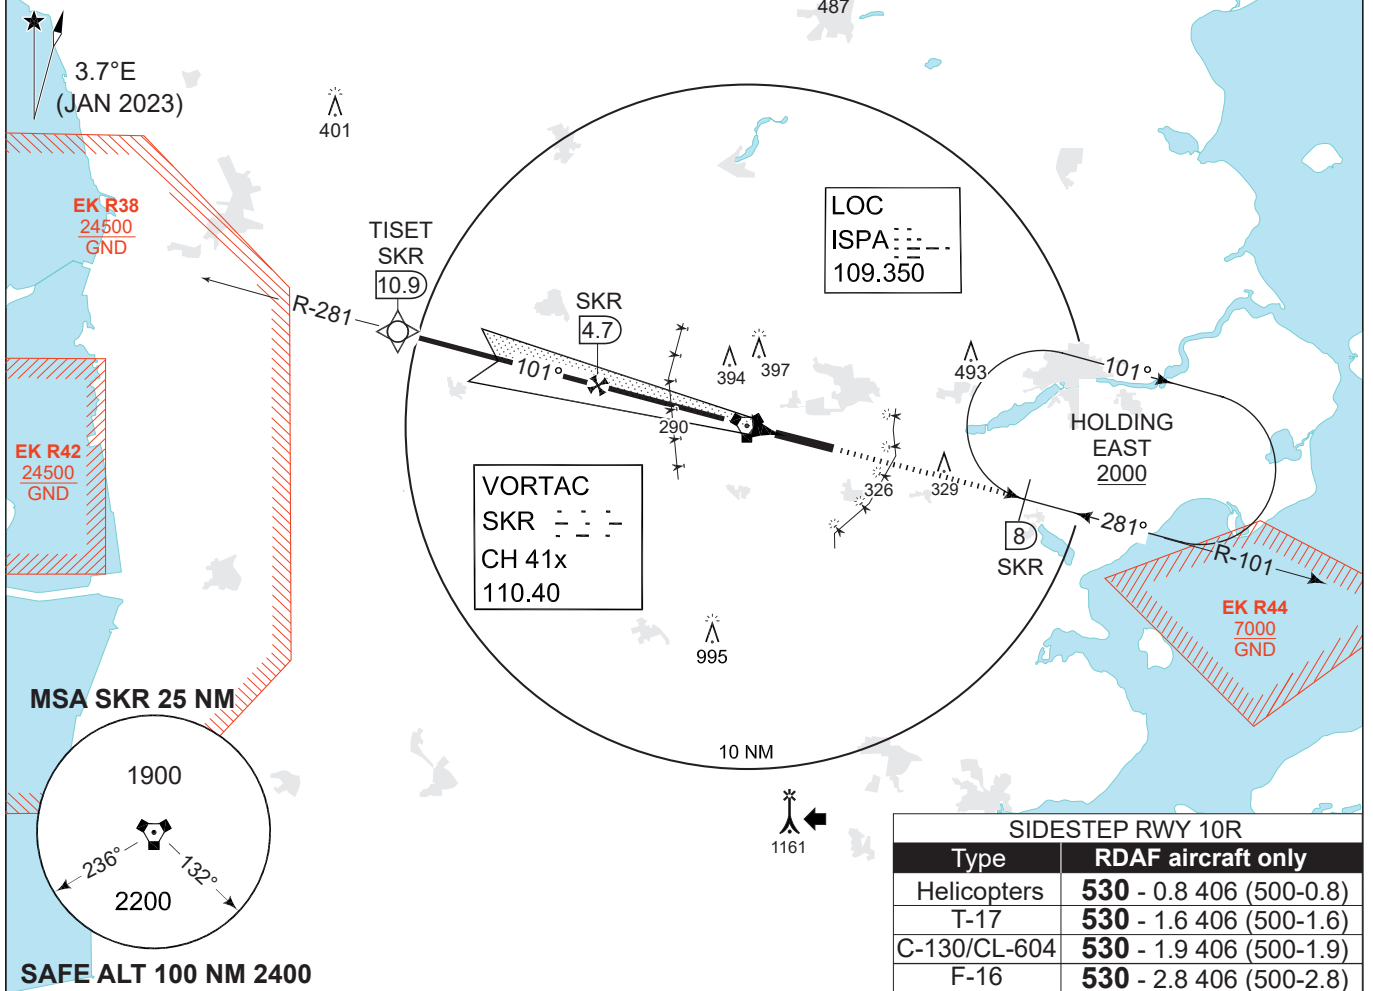 487
3.7°E
(JAN 2023)
401
EK R38
24500
GND
TISET
SKR
10.9
R-281
LOC
ISPA
109.350
SKR
4.7
101°
394
397
493
101°
290
HOLDING
EAST
2000
EK R42
24500
GND
VORTAC
SKR
CH 41x
110.40
326
329
8
SKR
281°
R-101
EK R44
7000
GND
995
MSA SKR 25 NM
1900
236°
132°
2200
SAFE ALT 100 NM 2400
10 NM
1161
SIDESTEP RWY 10R
Type RDAF aircraft only
Helicopters 530 - 0.8 406 (500-0.8)
T-17 530 - 1.6 406 (500-1.6)
C-130/CL-604 530 - 1.9 406 (500-1.9)
F-16 530 - 2.8 406 (500-2.8)